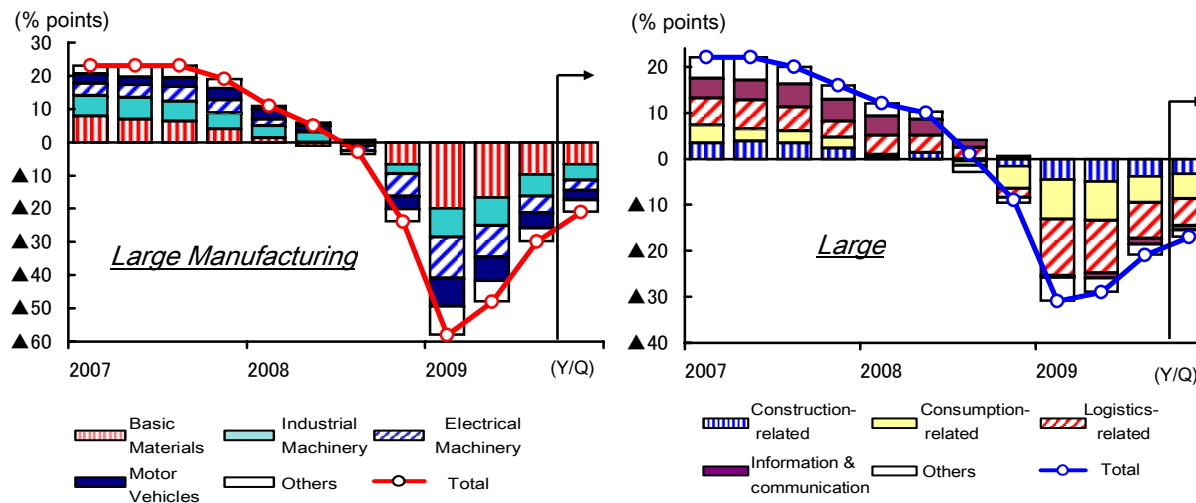 (% points)
30
20
10
0
▲10
▲20
▲30
▲40
▲50
▲60
Large Manufacturing
2007 2008 2009 (Y/Q)
Basic Materials
Industrial Machinery
Electrical Machinery
Motor Vehicles
Others
Total
(% points)
20
10
0
▲10
▲20
▲30
▲40
Large
2007 2008 2009 (Y/Q)
Construction-related
Consumption-related
Logistics-related
Information & communication
Others
Total